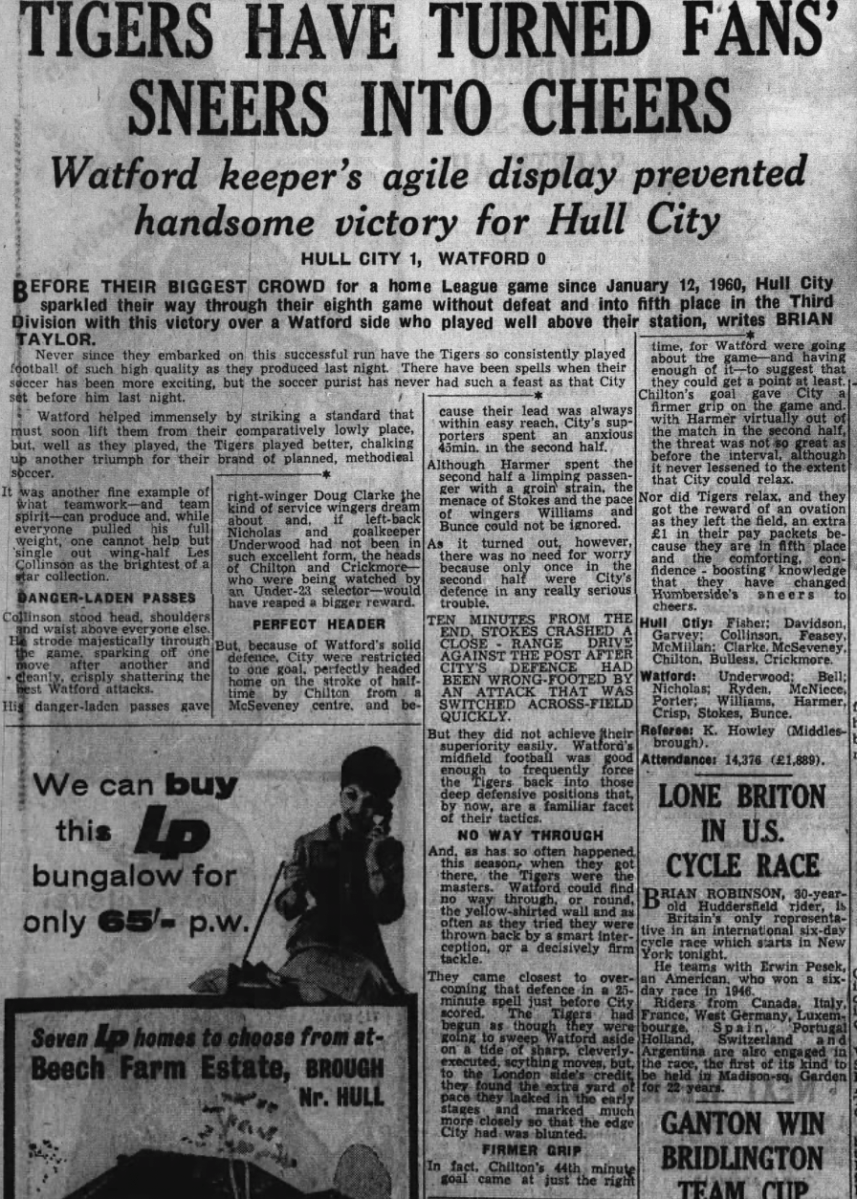 TIGERS HAVE TURNED FANS'
SNEERS INTO CHEERS
Watford keeper's agile display prevented
handsome victory for Hull City
HULL CITY 1, WATFORD 0
BEFORE THEIR BIGGEST CROWD for a home League game since January 12, 1960, Hull City
sparkled their way through their eighth game without defeat and into fifth place in the Third
Division with this victory over a Watford side who played well above their station, writes BRIAN
TAYLOR.
Never since they embarked on this successful run have the Tigers so consistently played
football of such high quality as they produced last night. There have been spells when their
soccer has been more exciting, but the soccer purist has never had such a feast as that City
set before him last night.
Watford helped immensely by striking a standard that
must soon lift them from their comparatively lowly place,
but, well as they played, the Tigers played better, chalking
up another triumph for their brand of planned, methodical
soccer.
It was another fine example of
what teamwork—and team
spirit—can produce and, while
everyone pulled his full
weight, one cannot help but
single out wing-half Les
Collinson as the brightest of a
star collection.
DANGER-LADEN PASSES
Collinson stood head, shoulders
and waist above everyone else.
He strode majestically through
the game, sparking off one
move after another and
cleanly, crisply shattering the
best Watford attacks.
His danger-laden passes gave
right-winger Doug Clarke the
kind of service wingers dream
about and, if left-back
Nicholas and goalkeeper
Underwood had not been in
such excellent form, the heads
of Chilton and Crickmore—
who were being watched by
an Under-23 selector—would
have reaped a bigger reward.
PERFECT HEADER
But, because of Watford's solid
defence, City were restricted
to one goal, perfectly headed
home on the stroke of half-
time by Chilton from a
McSeveney centre, and be-
cause their lead was always
within easy reach, City's sup-
porters spent an anxious
45min. in the second half.
Although Harmer spent the
second half a limping passen-
ger with a groin strain, the
menace of Stokes and the pace
of wingers Williams and
Bunce could not be ignored.
As it turned out, however,
there was no need for worry
because only once in the
second half were City's
defence in any really serious
trouble.
TEN MINUTES FROM THE
END, STOKES CRASHED A
CLOSE - RANGE DRIVE
AGAINST THE POST AFTER
CITY'S DEFENCE HAD
BEEN WRONG-FOOTED BY
AN ATTACK THAT WAS
SWITCHED ACROSS-FIELD
QUICKLY.
But they did not achieve their
superiority easily. Watford's
midfield football was good
enough to frequently force
the Tigers back into those
deep defensive positions that,
by now, are a familiar facet
of their tactics.
NO WAY THROUGH
And, as has so often happened
this season, when they got
there, the Tigers were the
masters. Watford could find
no way through, or round,
the yellow-shirted wall and as
often as they tried they were
thrown back by a smart inter-
ception, or a decisively firm
tackle.
They came closest to over-
coming that defence in a 25-
minute spell just before City
scored. The Tigers had
begun as though they were
going to sweep Watford aside
on a tide of sharp, cleverly-
executed, scything moves, but,
to the London side's credit,
they found the extra yard of
pace they lacked in the early
stages and marked much
more closely so that the edge
City had was blunted.
FIRMER GRIP
In fact, Chilton's 44th minute
goal came at just the right
time, for Watford were going
about the game—and having
enough of it—to suggest that
they could get a point at least.
Chilton's goal gave City a
firmer grip on the game and,
with Harmer virtually out of
the match in the second half,
the threat was not so great as
before the interval, although
it never lessened to the extent
that City could relax.
Nor did Tigers relax, and they
got the reward of an ovation
as they left the field, an extra
£1 in their pay packets be-
cause they are in fifth place
and the comforting, con-
fidence - boosting knowledge
that they have changed
Humberside's sneers to
cheers.
Hull City: Fisher; Davidson,
Garvey; Collinson, Feasey,
McMillan; Clarke, McSeveney,
Chilton, Bulless, Crickmore.
Watford: Underwood; Bell;
Nicholas; Ryden, McNiece,
Porter; Williams, Harmer,
Crisp, Stokes, Bunce.
Referee: K. Howley (Middles-
brough).
Attendance: 14,376 (£1,889).
LONE BRITON
IN U.S.
CYCLE RACE
BRIAN ROBINSON, 30-year-
old Huddersfield rider, is
Britain's only representa-
tive in an international six-day
cycle race which starts in New
York tonight.
He teams with Erwin Pesek,
an American, who won a six-
day race in 1946.
Riders from Canada, Italy,
France, West Germany, Luxem-
bourge, Spain, Portugal
Holland, Switzerland and
Argentina are also engaged in
the race, the first of its kind to
be held in Madison-sq. Garden
for 22 years.
GANTON WIN
BRIDLINGTON
TEAM CUP
We can buy
this Lp
bungalow for
only 65'- p.w.
Seven Lp homes to choose from at-
Beech Farm Estate, BROUGH
Nr. HULL